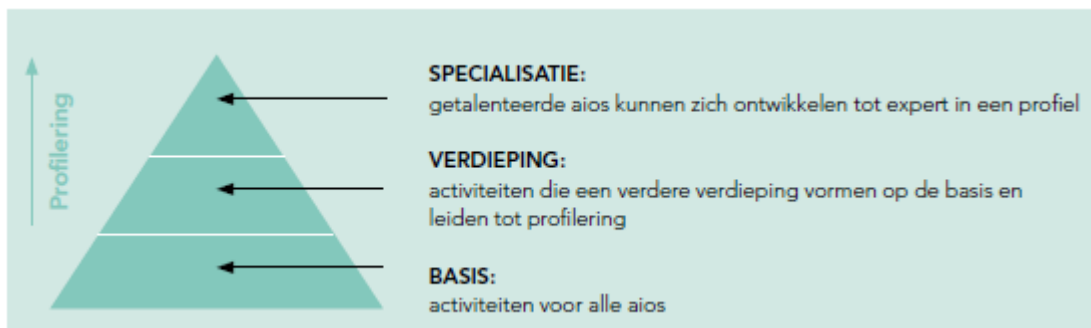 Profilering
SPECIALISATIE:
getalenteerde aios kunnen zich ontwikkelen tot expert in een profiel
VERDIEPING:
activiteiten die een verdere verdieping vormen op de basis en
leiden tot profilering
BASIS:
activiteiten voor alle aios